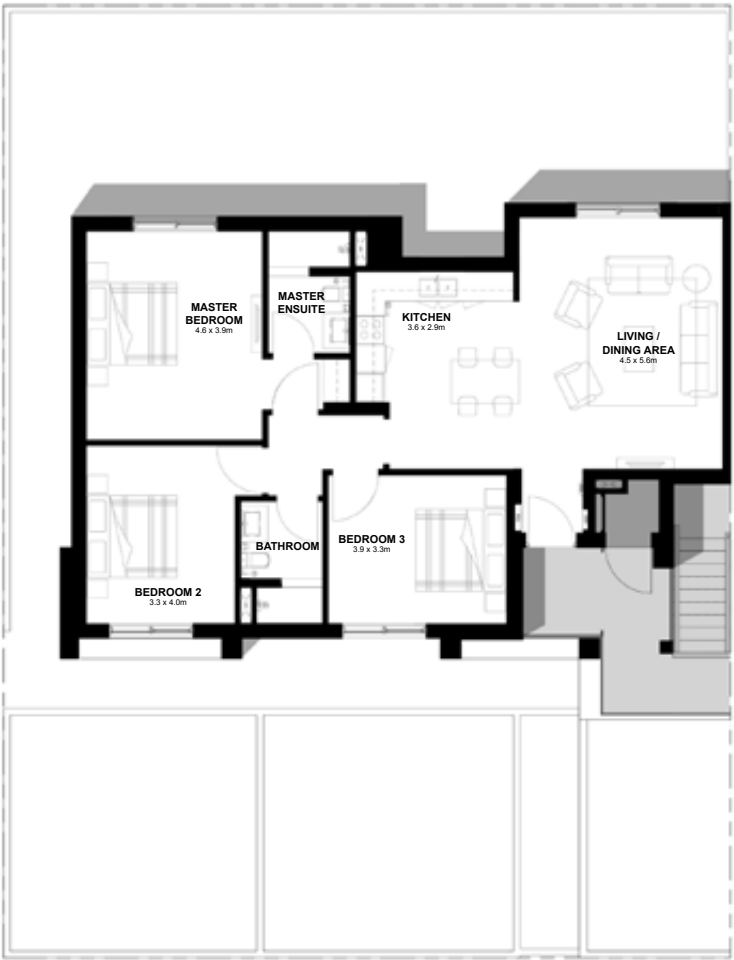 MASTER
BEDROOM
4.6 x 3.9m
MASTER
ENSUITE
KITCHEN
3.6 x 2.9m
LIVING /
DINING AREA
4.5 x 5.6m
BATHROOM
BEDROOM 3
3.9 x 3.3m
BEDROOM 2
3.3 x 4.0m